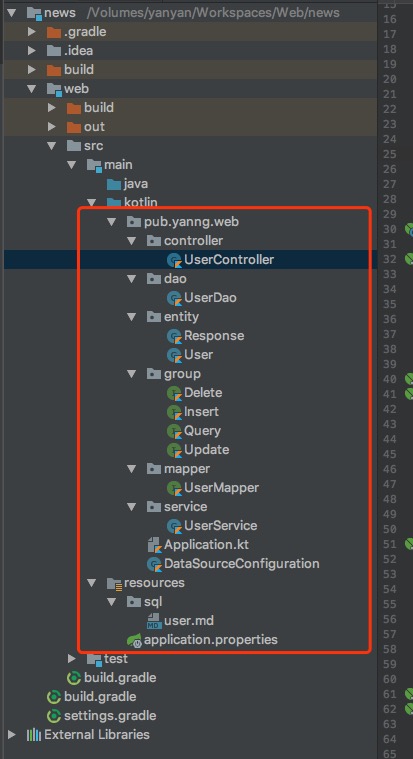 news /Volumes/yanyan/Workspaces/Web/news
.gradle
.idea
build
web
build
out
src
main
java
kotlin
pub.yanng.web
controller
UserController
dao
UserDao
entity
Response
User
group
Delete
Insert
Query
Update
mapper
UserMapper
service
UserService
Application.kt
DataSourceConfiguration
resources
sql
MD user.md
application.properties
test
build.gradle
build.gradle
settings.gradle
External Libraries
15
16
17
18
19
20
21
22
23
24
25
26
27
28
29
30
31
32
33
34
35
36
37
38
39
40
41
42
43
44
45
46
47
48
49
50
51
52
53
54
55
56
57
58
59
60
61
62
63
64
65